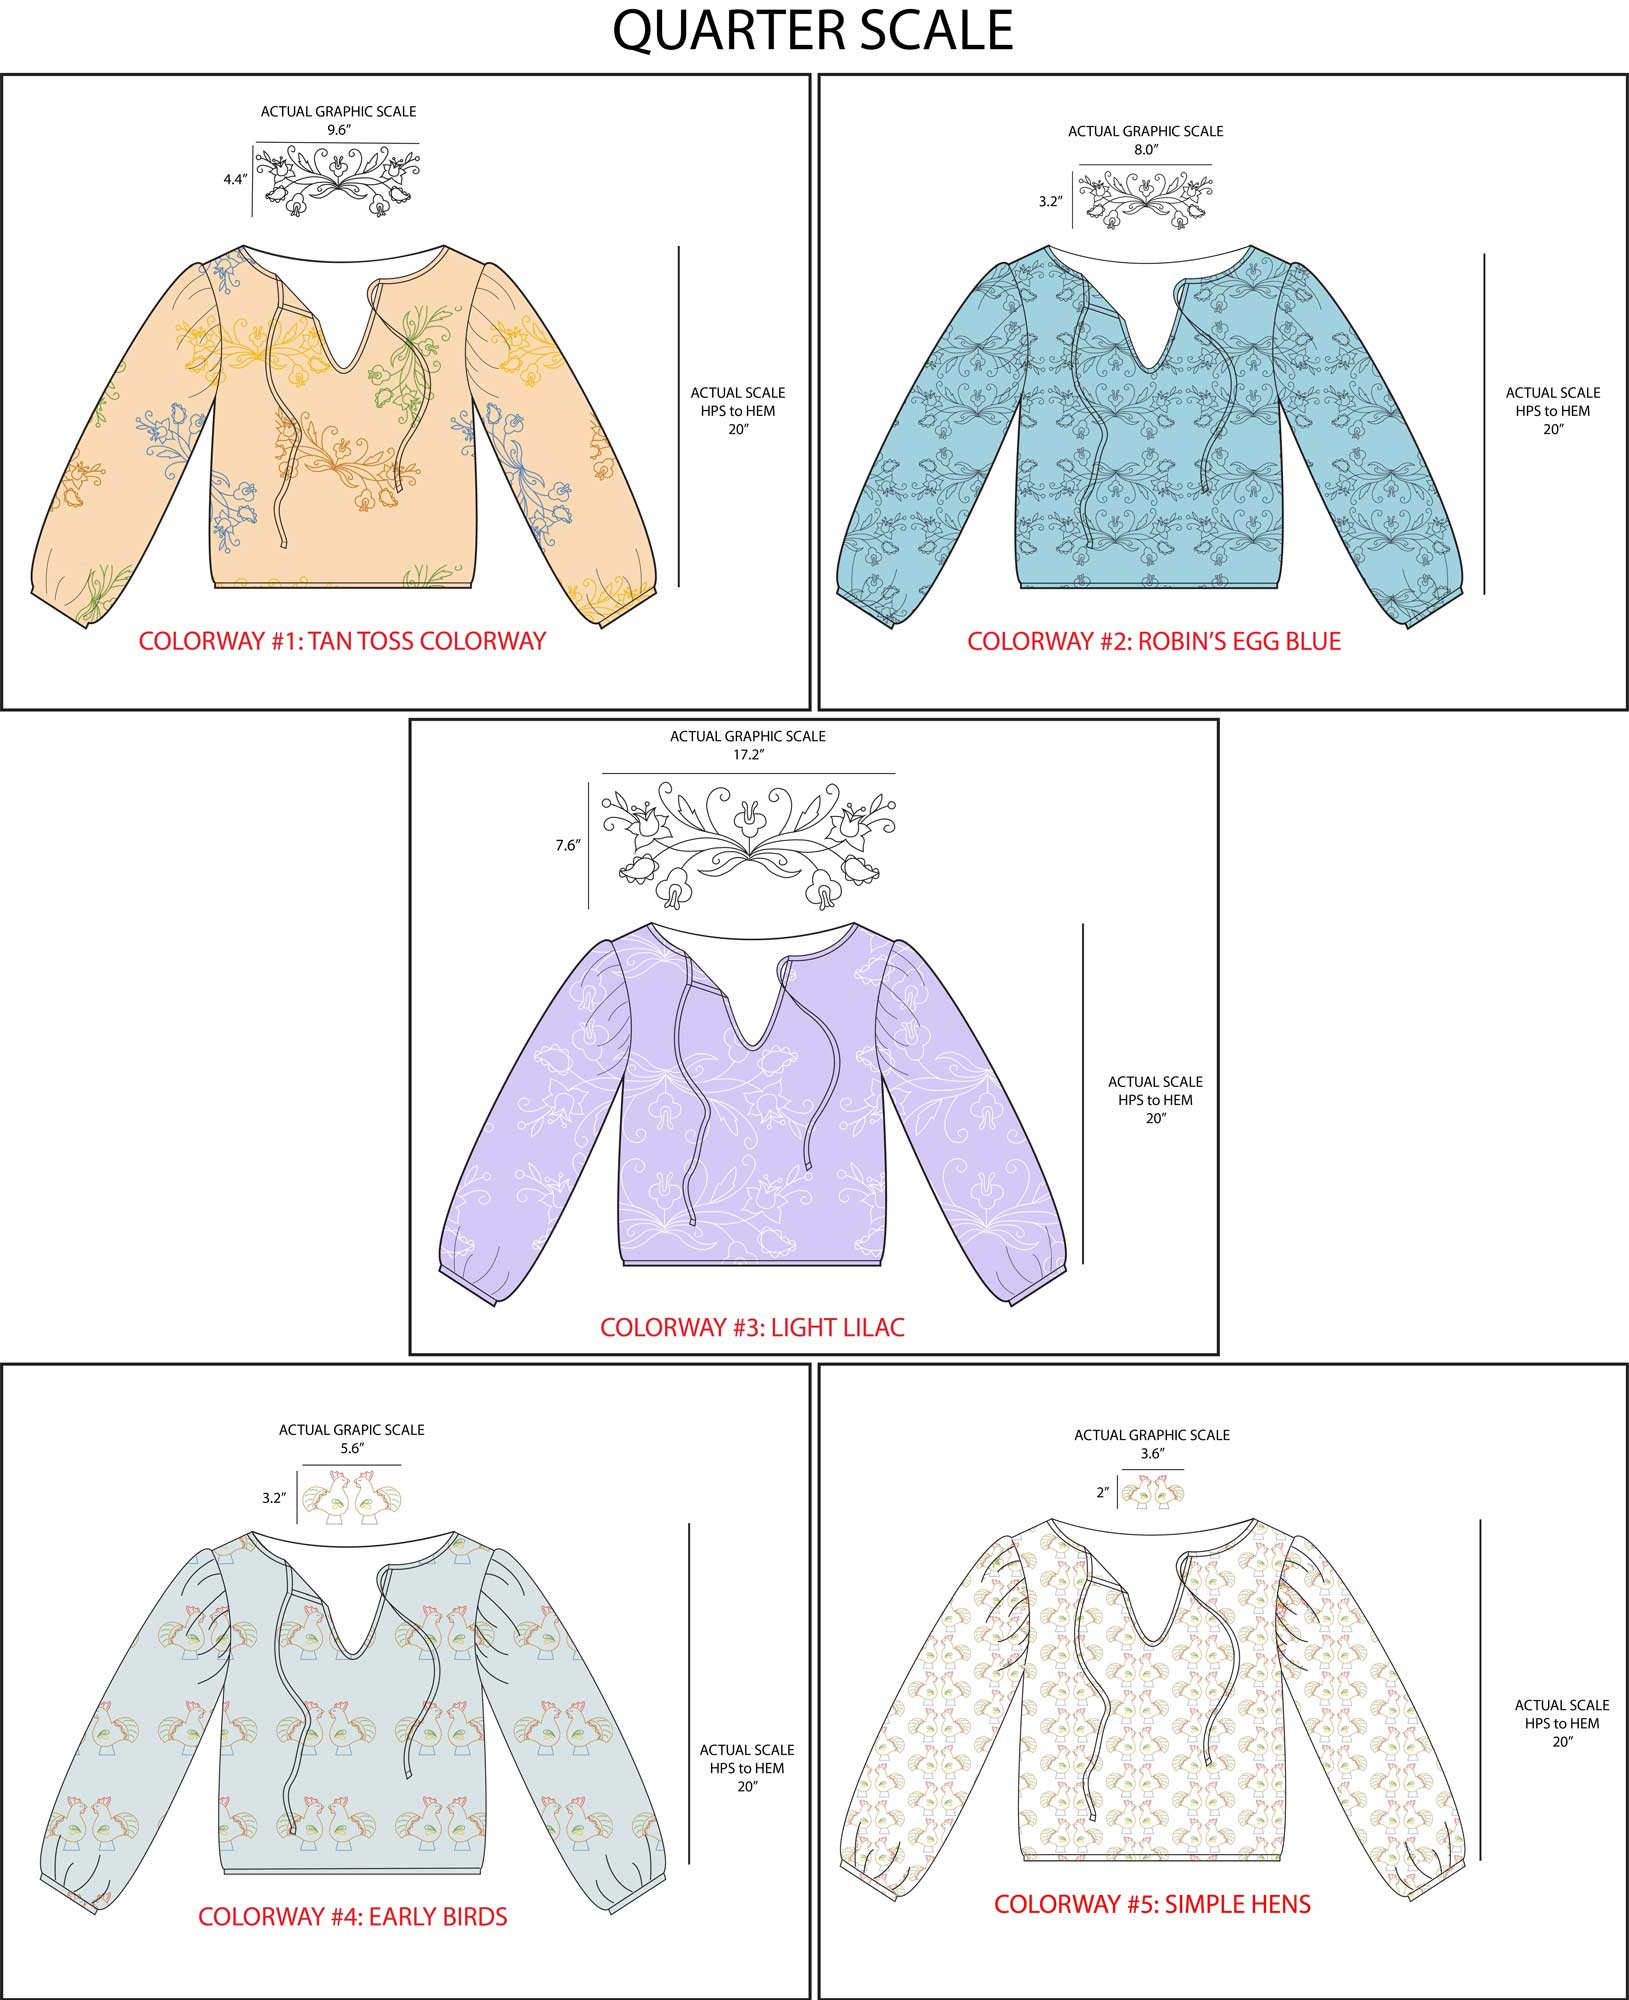 QUARTER SCALE
ACTUAL GRAPHIC SCALE
9.6”
4.4”
ACTUAL SCALE
HPS to HEM
20”
COLORWAY #1: TAN TOSS COLORWAY
ACTUAL GRAPHIC SCALE
8.0”
3.2”
ACTUAL SCALE
HPS to HEM
20”
COLORWAY #2: ROBIN’S EGG BLUE
ACTUAL GRAPHIC SCALE
17.2”
7.6”
ACTUAL SCALE
HPS to HEM
20”
COLORWAY #3: LIGHT LILAC
ACTUAL GRAPIC SCALE
5.6”
3.2”
ACTUAL SCALE
HPS to HEM
20”
COLORWAY #4: EARLY BIRDS
ACTUAL GRAPHIC SCALE
3.6”
2”
ACTUAL SCALE
HPS to HEM
20”
COLORWAY #5: SIMPLE HENS